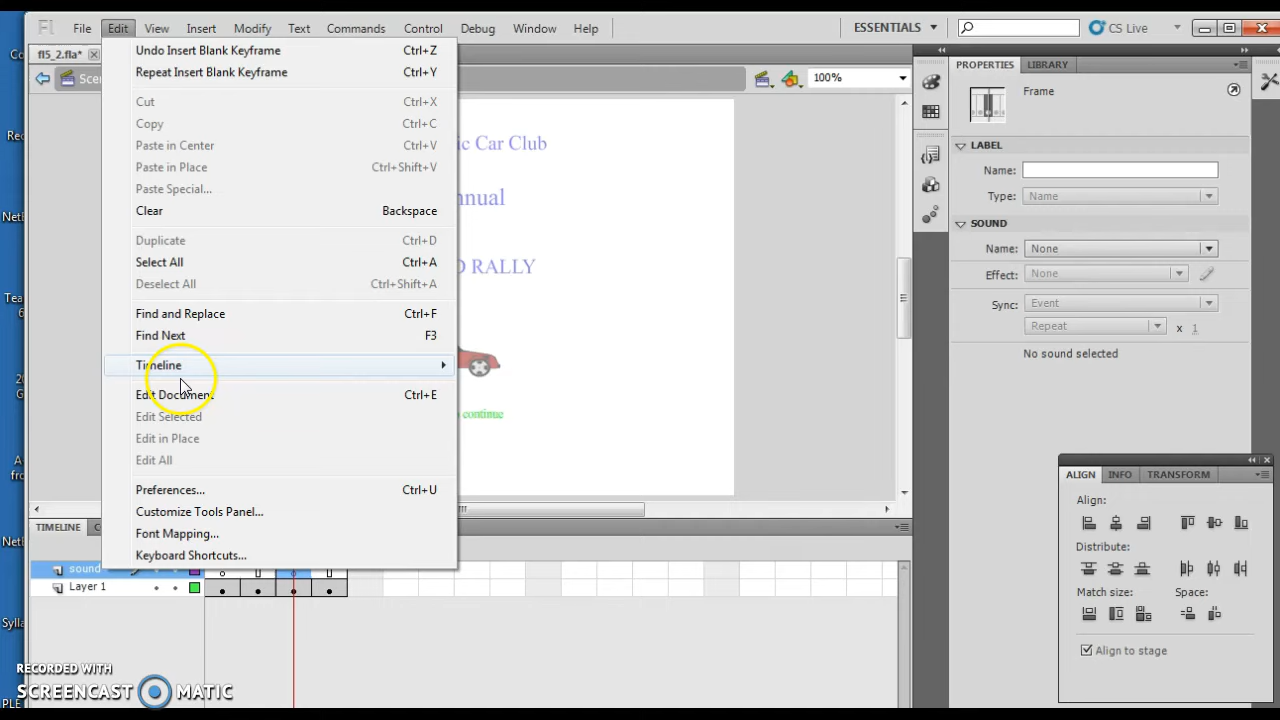 Fl File Edit View Insert Modify Text Commands Control Debug Window Help ESSENTIALS CS Live
fl5_2.fla*
100%
Undo Insert Blank Keyframe Ctrl+Z
Repeat Insert Blank Keyframe Ctrl+Y
Cut Ctrl+X
Copy Ctrl+C
Paste in Center Ctrl+V
Paste in Place Ctrl+Shift+V
Paste Special...
Clear Backspace
Duplicate Ctrl+D
Select All Ctrl+A
Deselect All Ctrl+Shift+A
Find and Replace Ctrl+F
Find Next F3
Timeline
Edit Document Ctrl+E
Edit Selected
Edit in Place
Edit All
Preferences... Ctrl+U
Customize Tools Panel...
Font Mapping...
Keyboard Shortcuts...
Car Club
RALLY
continue
PROPERTIES LIBRARY
Frame
LABEL
Name:
Type: Name
SOUND
Name: None
Effect: None
Sync: Event
Repeat x 1
No sound selected
ALIGN INFO TRANSFORM
Align:
Distribute:
Match size: Space:
Align to stage
TIMELINE
sound
Layer 1
RECORDED WITH
SCREENCAST MATIC